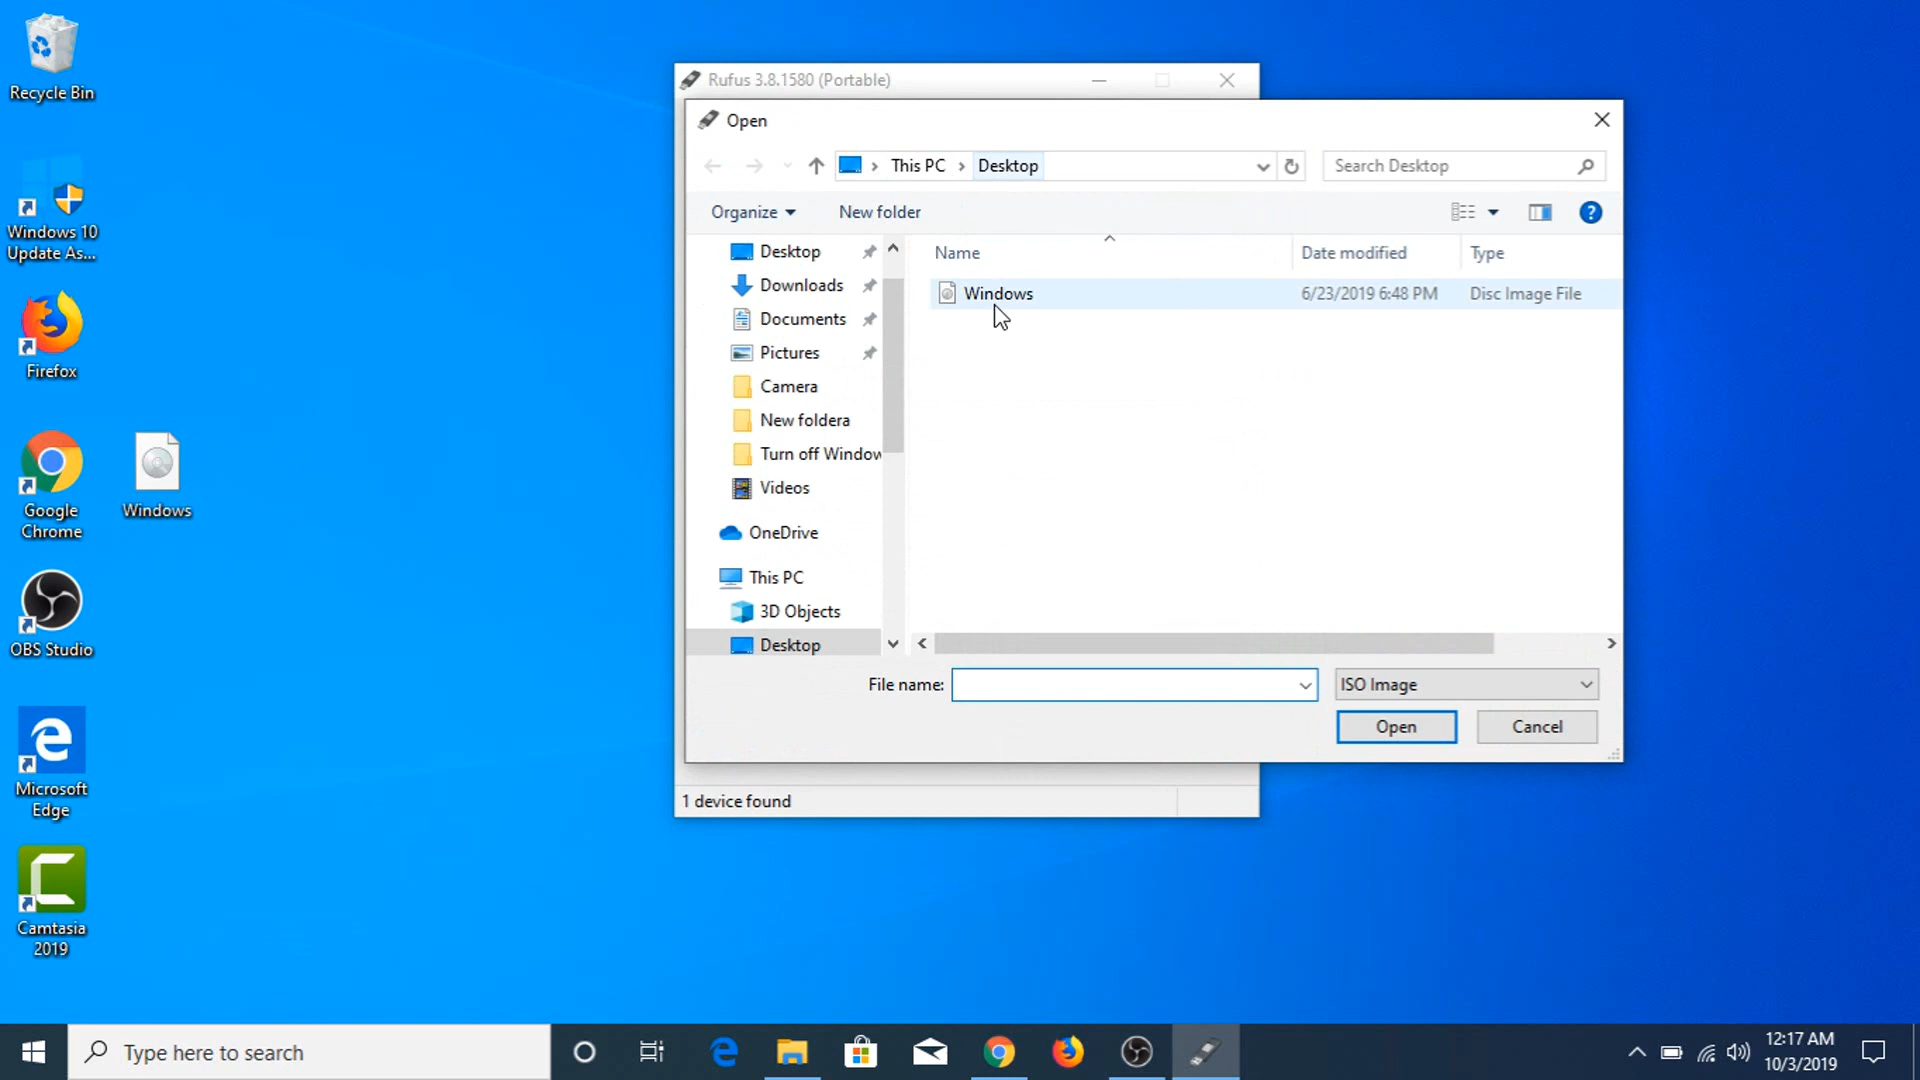 Recycle Bin
Windows 10
Update As...
Firefox
Google
Chrome
Windows
OBS Studio
Microsoft
Edge
Camtasia
2019
Rufus 3.8.1580 (Portable)
Open
This PC > Desktop
Search Desktop
Organize
New folder
Desktop
Downloads
Documents
Pictures
Camera
New foldera
Turn off Window
Videos
OneDrive
This PC
3D Objects
Desktop
Name Date modified Type
Windows 6/23/2019 6:48 PM Disc Image File
File name:
ISO Image
Open
Cancel
1 device found
Type here to search
12:17 AM
10/3/2019